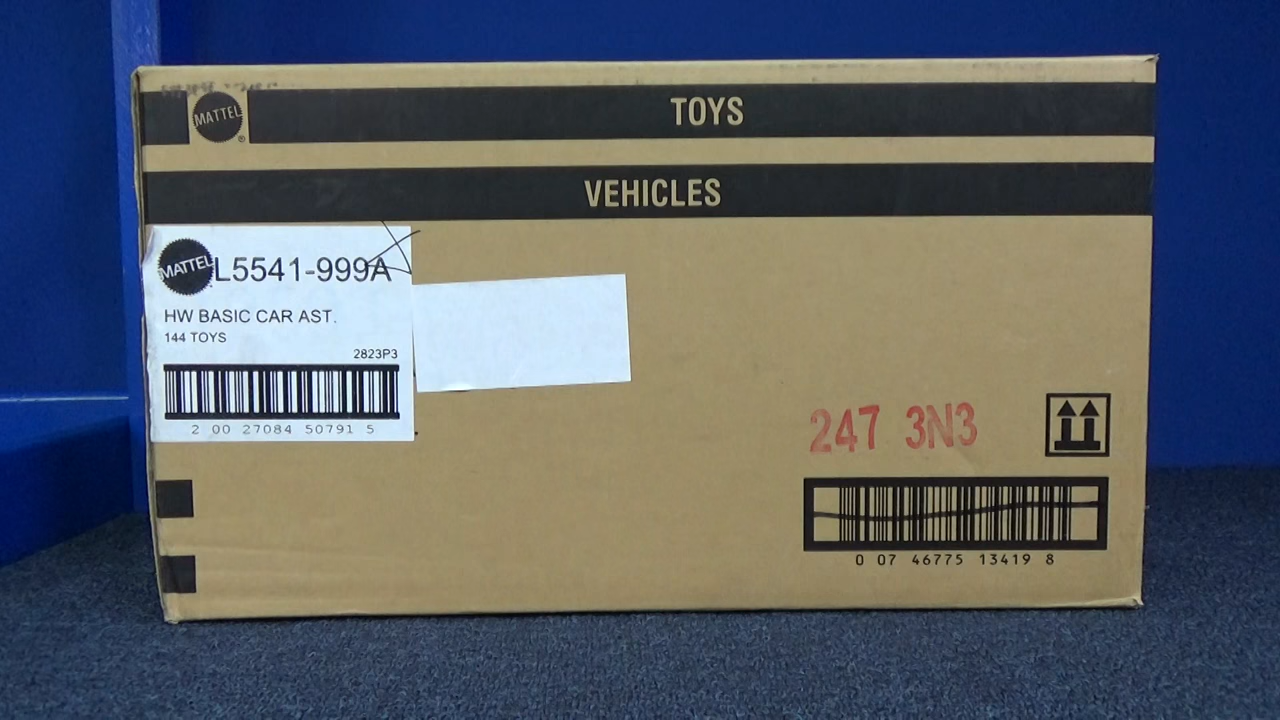 MATTEL
TOYS
VEHICLES
MATTEL L5541-999A
HW BASIC CAR AST.
144 TOYS
2823P3
2 00 27084 50791 5
247 3N3
0 07 46775 13419 8